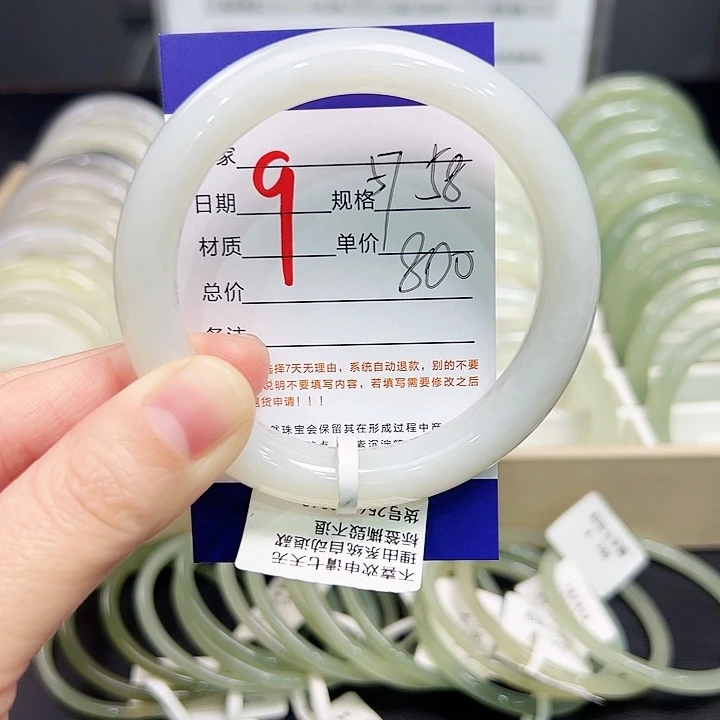 家
日期 9 规格 57 58
材质 单价 800
总价
备注
选择7天无理由，系统自动退款，别的不要
说明不要填写内容，若填写需要修改之后
退货申请！！！
然珠宝会保留其在形成过程中产
不喜欢申请七天无
理由系统自动退款
标签撕毁不退
货号